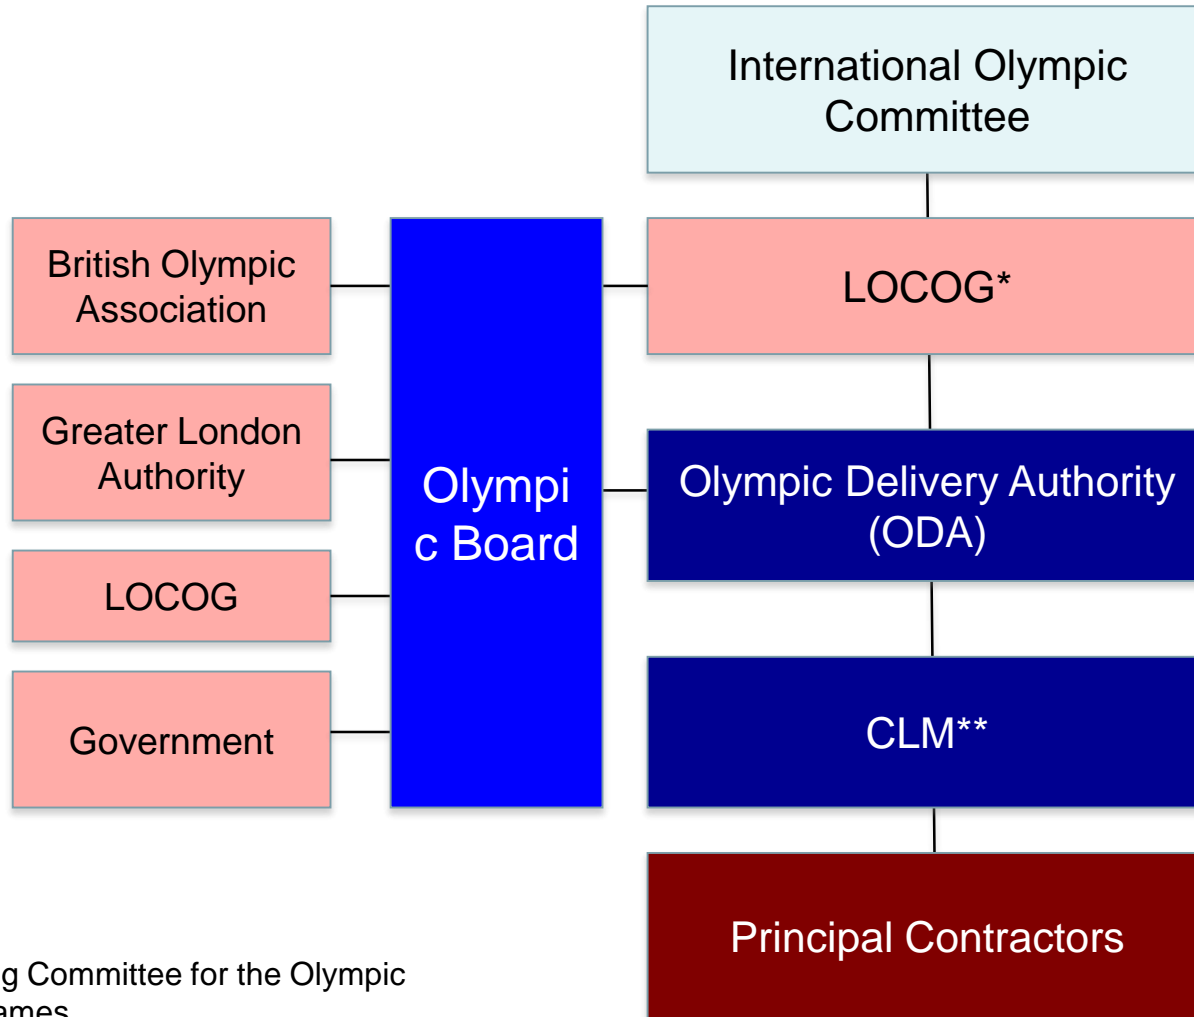 International Olympic
Committee
British Olympic
Association
LOCOG*
Greater London
Authority
Olympi
c Board
Olympic Delivery Authority
(ODA)
LOCOG
Government
CLM**
Principal Contractors
g Committee for the Olympic
ames